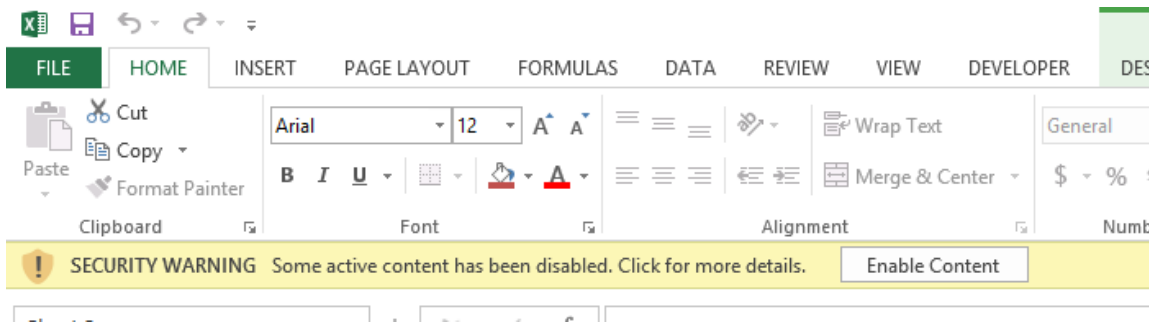 FILE HOME INSERT PAGE LAYOUT FORMULAS DATA REVIEW VIEW DEVELOPER DES
Cut
Arial 12 A A Wrap Text General
Copy
Paste
B I U A Merge & Center $ %
Format Painter
Clipboard Font Alignment Numb
SECURITY WARNING Some active content has been disabled. Click for more details. Enable Content